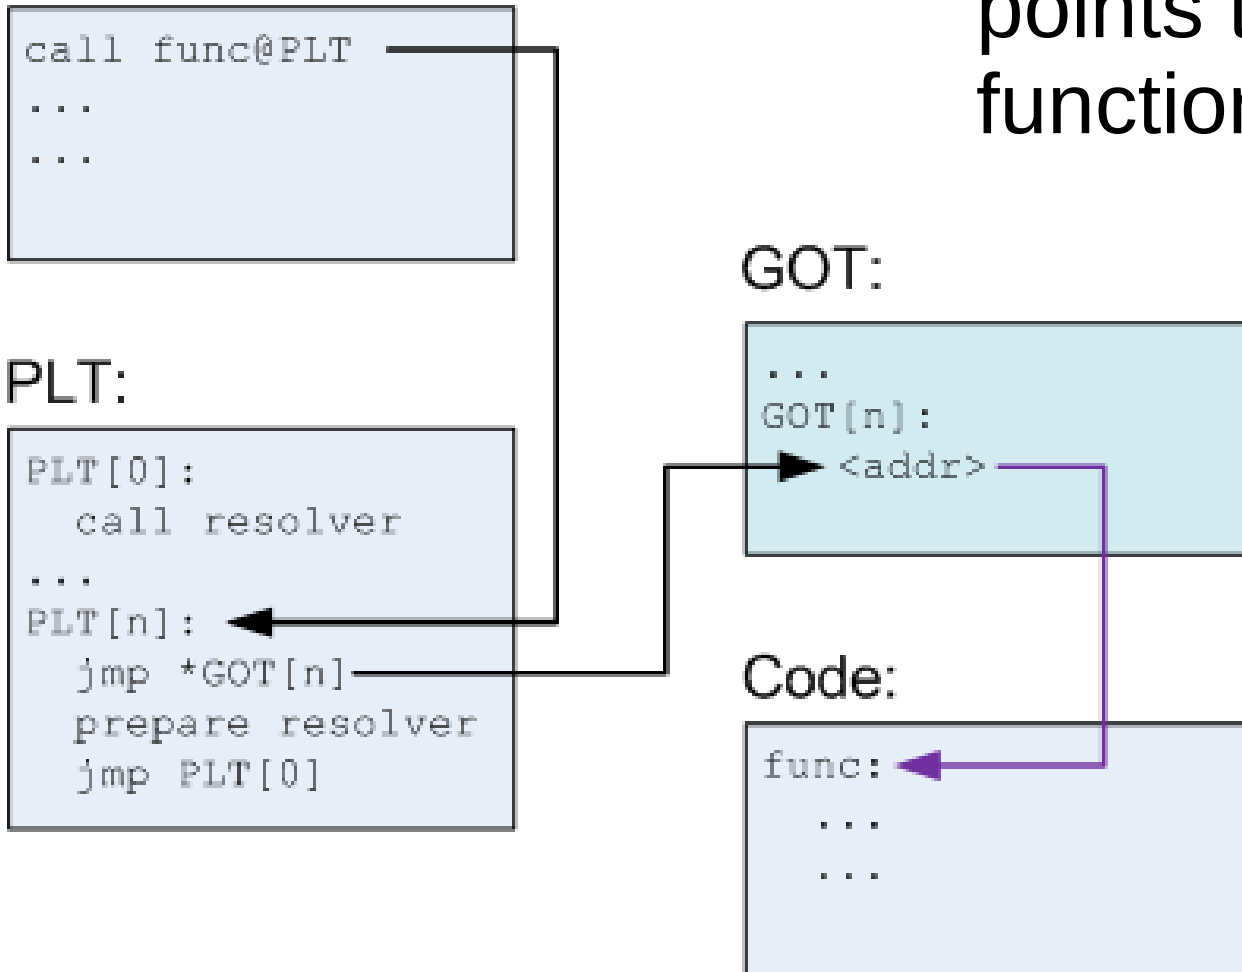 points t
function
call func@PLT
...
...
PLT:
PLT[0]:
call resolver
...
PLT[n]:
jmp *GOT[n]
prepare resolver
jmp PLT[0]
GOT:
...
GOT[n]:
<addr>
Code:
func:
...
...